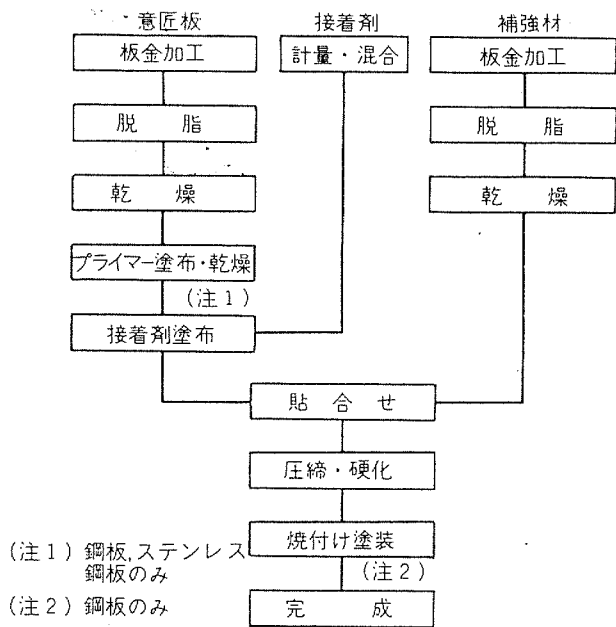 意匠板
接着剤
補強材
板金加工
計量・混合
板金加工
脱 脂
脱 脂
乾 燥
乾 燥
プライマー塗布・乾燥
(注1)
接着剤塗布
貼 合 せ
圧締・硬化
焼付け塗装
(注2)
完 成
(注1) 鋼板,ステンレス
鋼板のみ
(注2) 鋼板のみ